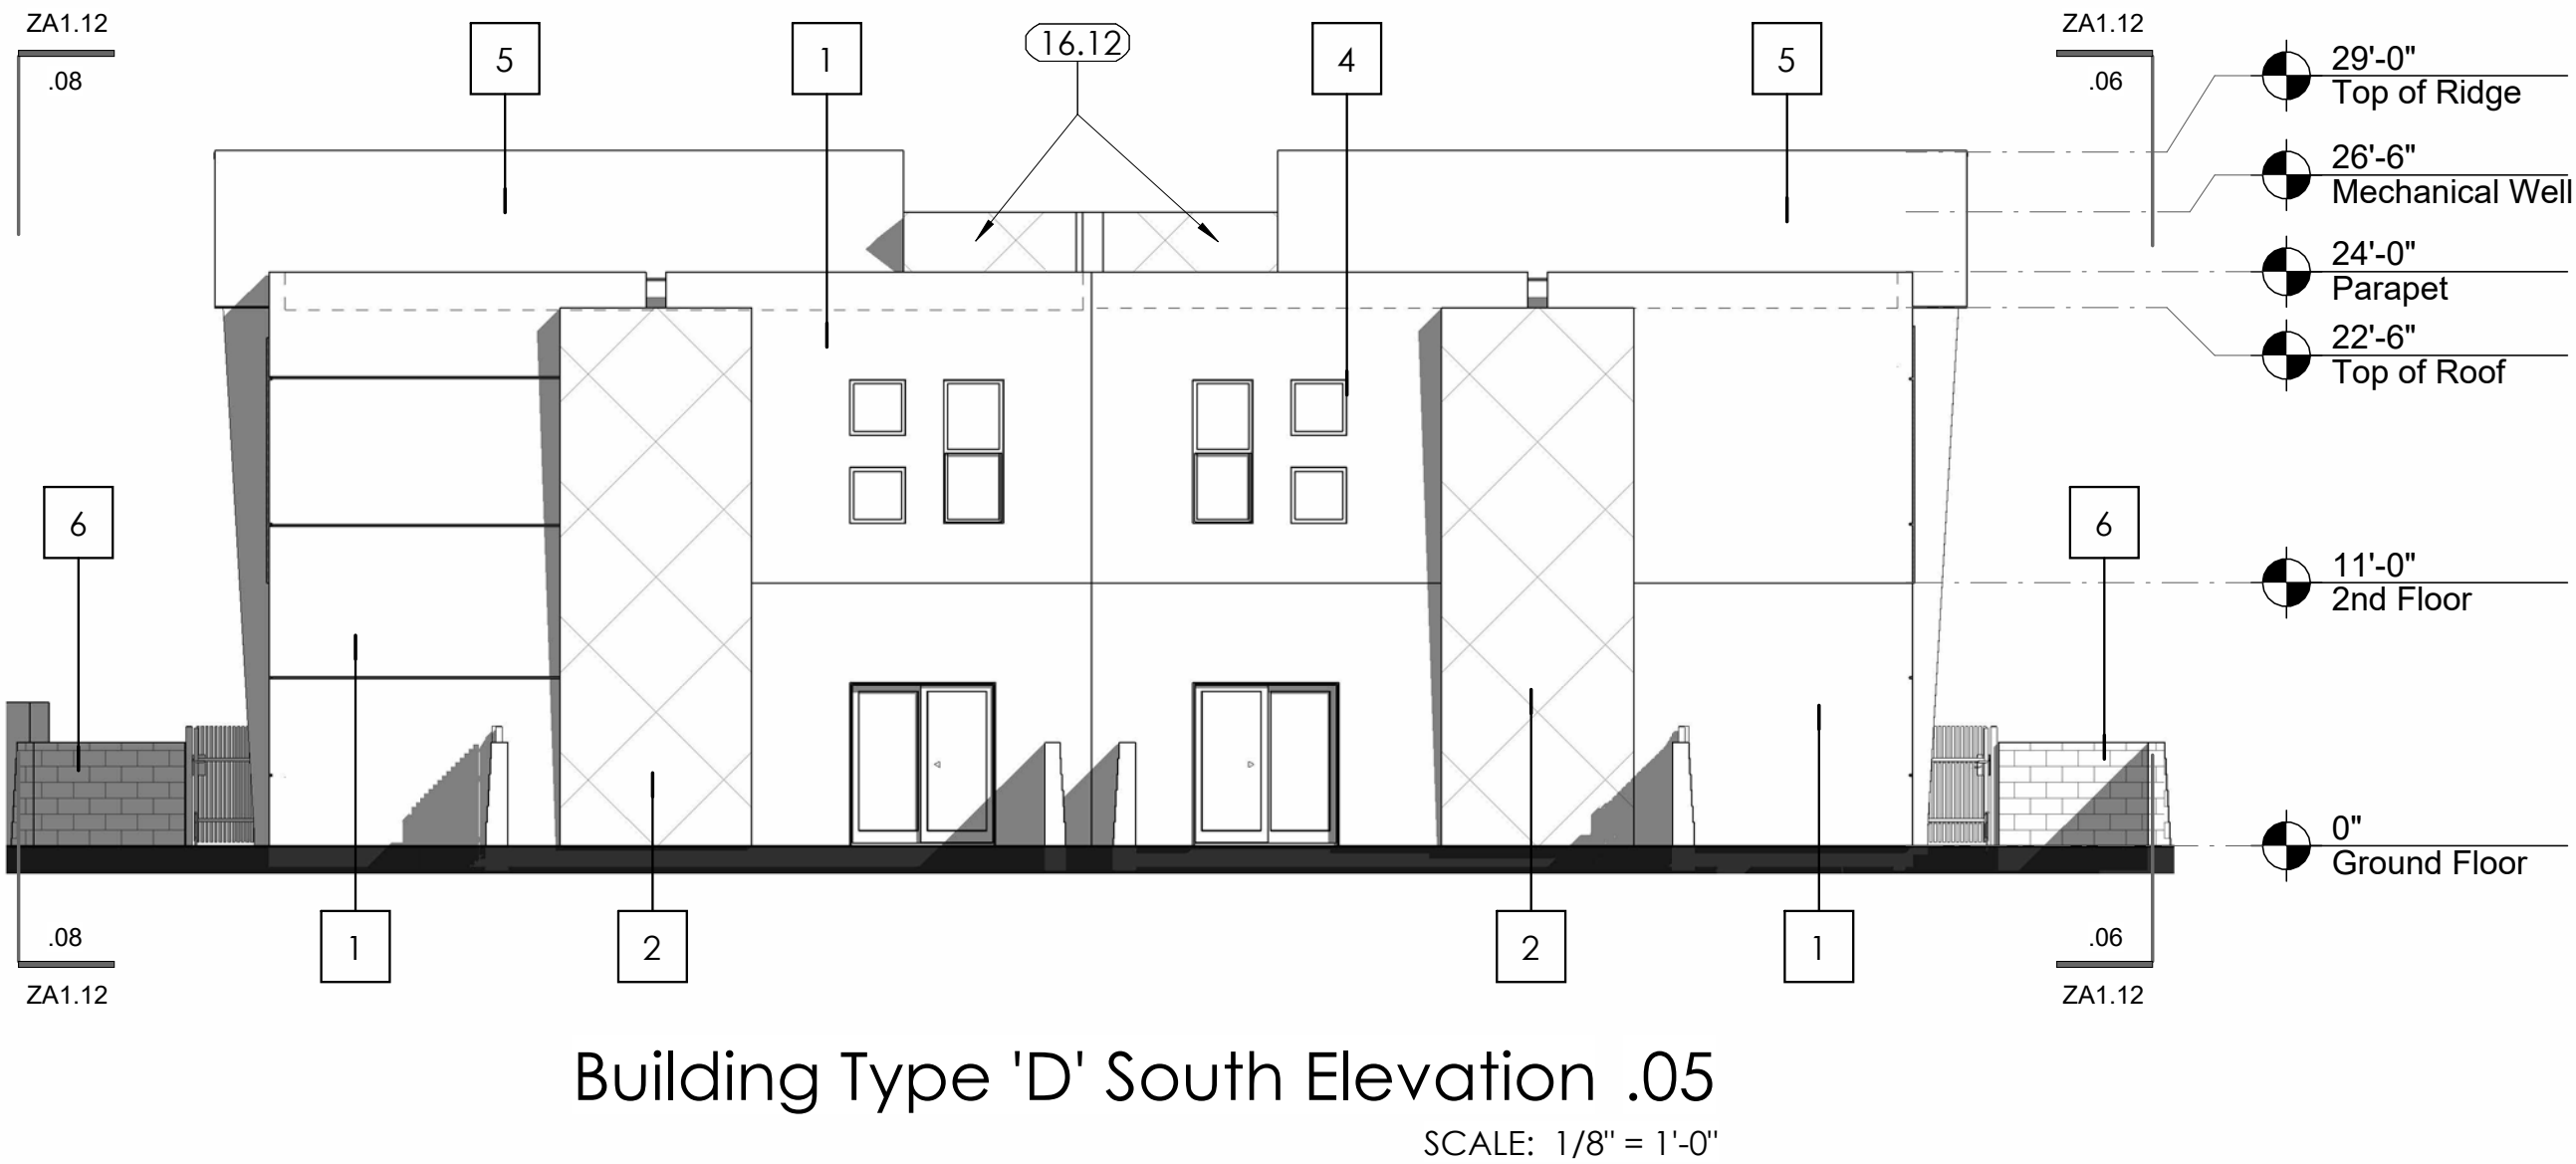 ZA1.12
.08
5
1
16.12
4
5
ZA1.12
.06
29'-0"
Top of Ridge
26'-6"
Mechanical Well
24'-0"
Parapet
22'-6"
Top of Roof
6
6
11'-0"
2nd Floor
0"
Ground Floor
.08
ZA1.12
1
2
2
1
.06
ZA1.12
Building Type 'D' South Elevation .05
SCALE: 1/8" = 1'-0"